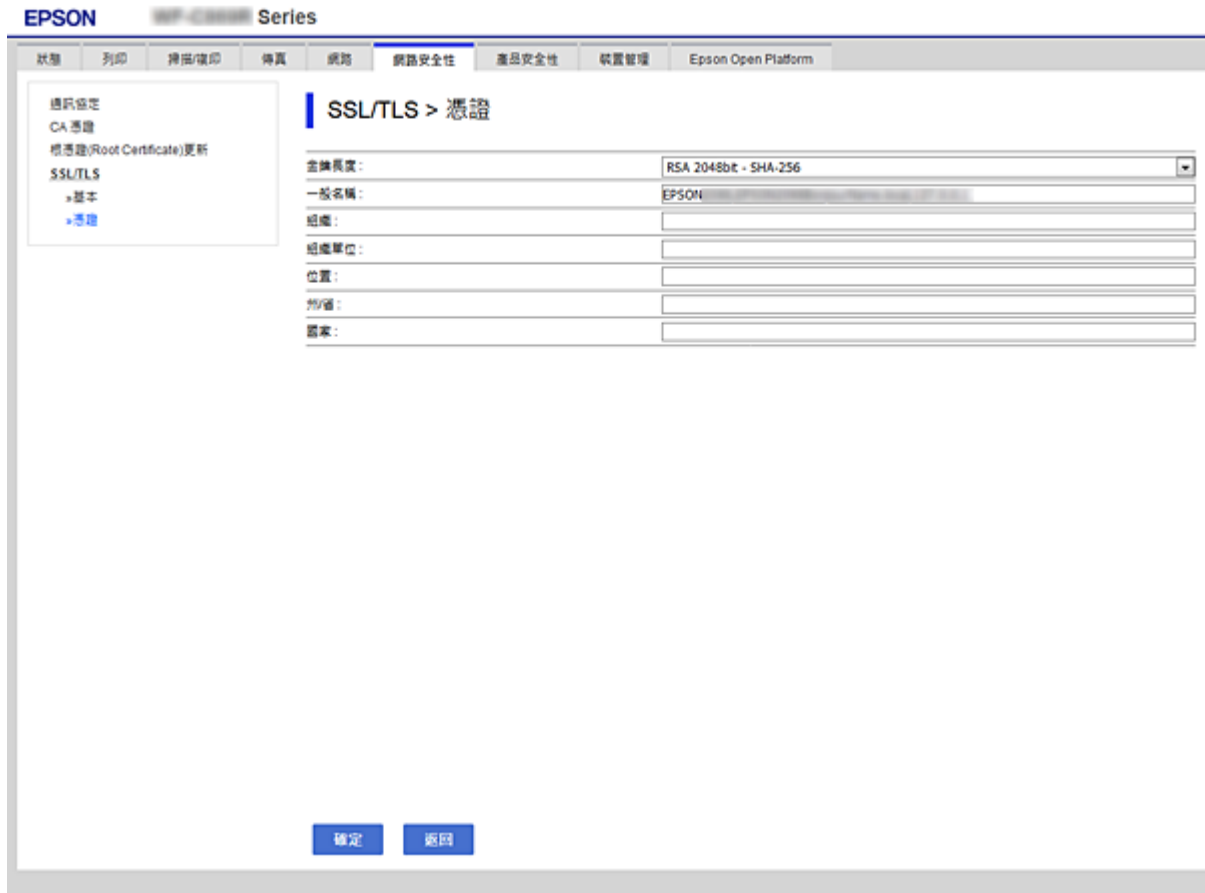 EPSON Series
狀態 列印 掃描/複印 傳真 網路 網路安全性 產品安全性 裝置管理 Epson Open Platform
通訊協定
CA 憑證
根憑證(Root Certificate)更新
SSL/TLS
»基本
»憑證
SSL/TLS > 憑證
金鑰長度 : RSA 2048bit - SHA-256
一般名稱 : EPSON
組織 :
組織單位 :
位置 :
州/省 :
國家 :
確定 返回